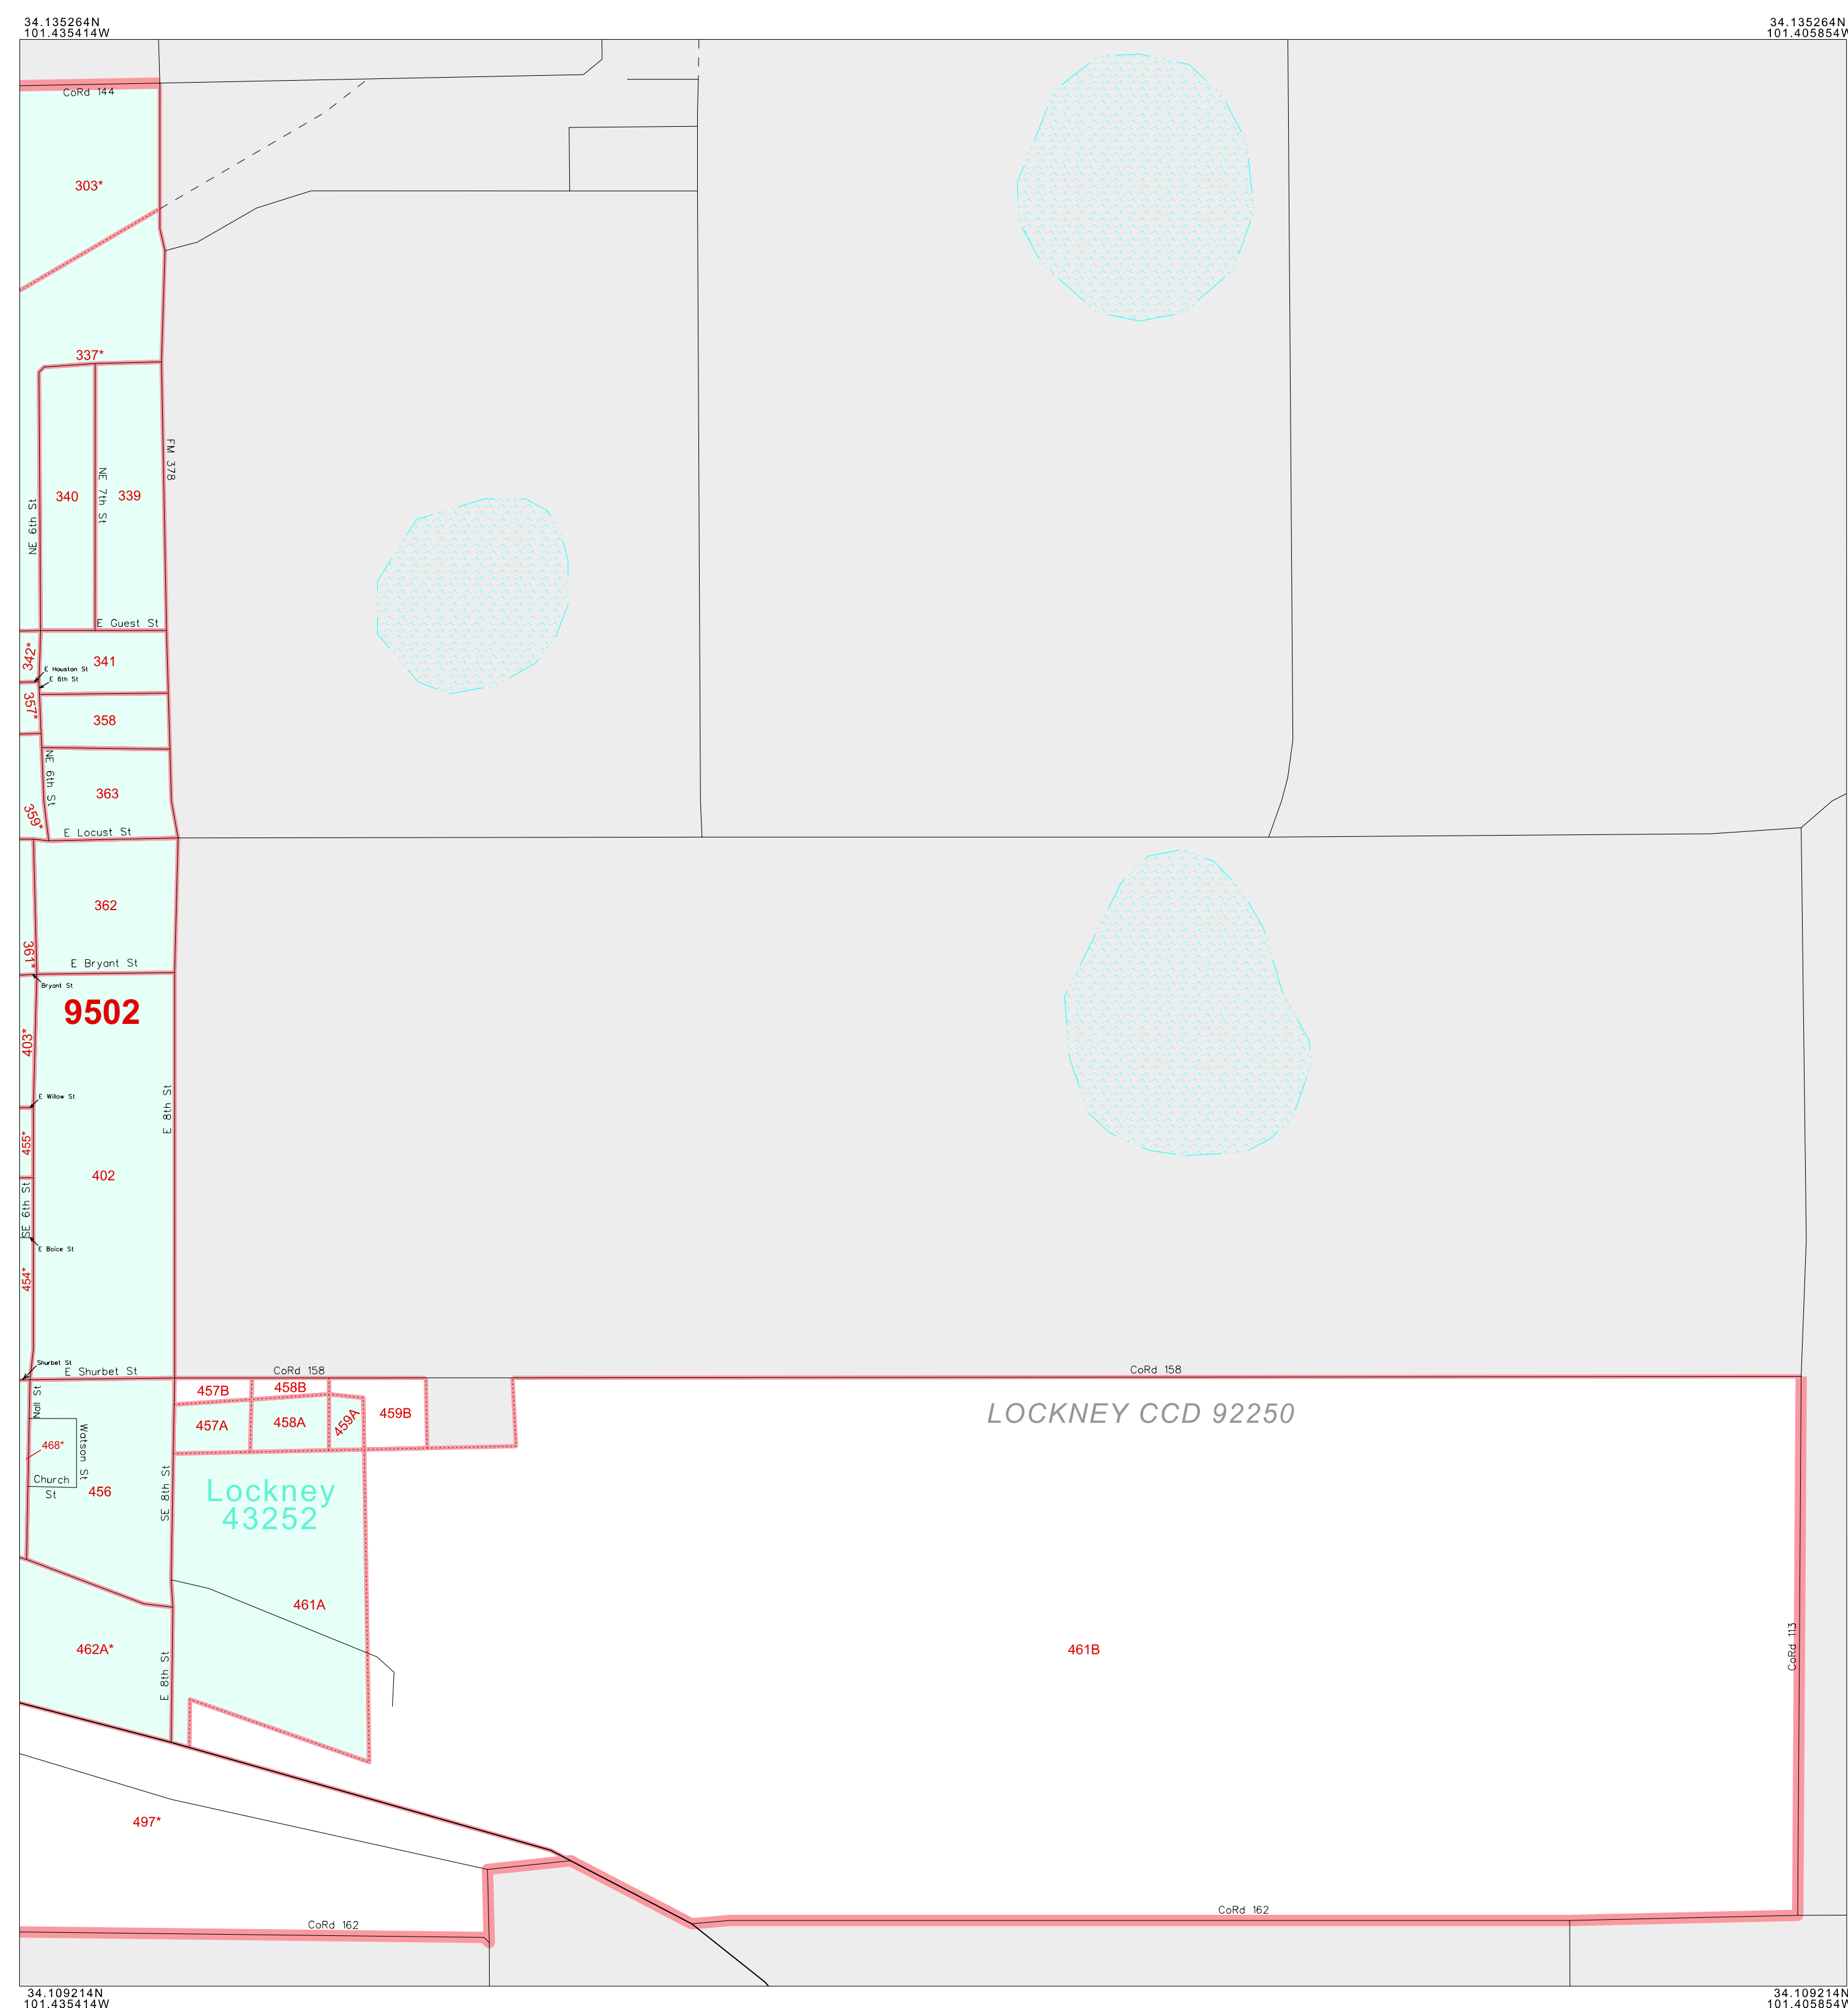 34.135264N
101.435414W
34.135264N
101.405854W
CoRd 144
303*
337*
FM 378
NE 7th St
340
339
NE 6th St
E Guest St
342*
341
E Houston St
E 6th St
357*
358
NE 6th St
363
359*
E Locust St
362
361*
E Bryant St
Bryant St
9502
403*
E 8th St
E Willow St
455*
402
SE 6th St
E Boice St
454*
Shurbet St
E Shurbet St
CoRd 158
CoRd 158
457B
458B
459B
457A
458A
459A
LOCKNEY CCD 92250
Nall St
Watson St
468*
Church
St
456
SE 8th St
Lockney
43252
461A
462A*
E 8th St
461B
CoRd 113
497*
CoRd 162
CoRd 162
34.109214N
101.435414W
34.109214N
101.405854W